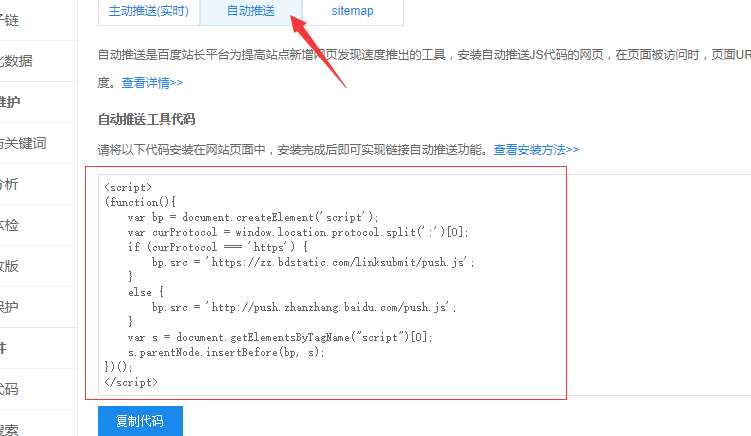 主动推送(实时) 自动推送 sitemap
子链
化数据
自动推送是百度站长平台为提高站点新增网页发现速度推出的工具，安装自动推送JS代码的网页，在页面被访问时，页面UR
度。查看详情>>
维护
自动推送工具代码
与关键词
请将以下代码安装在网站页面中，安装完成后即可实现链接自动推送功能。查看安装方法>>
分析
体检
改版
保护
件
代码
搜索
<script>
(function(){
    var bp = document.createElement('script');
    var curProtocol = window.location.protocol.split(':')[0];
    if (curProtocol === 'https') {
        bp.src = 'https://zz.bdstatic.com/linksubmit/push.js';
    }
    else {
        bp.src = 'http://push.zhanzhang.baidu.com/push.js';
    }
    var s = document.getElementsByTagName("script")[0];
    s.parentNode.insertBefore(bp, s);
})();
</script>
复制代码